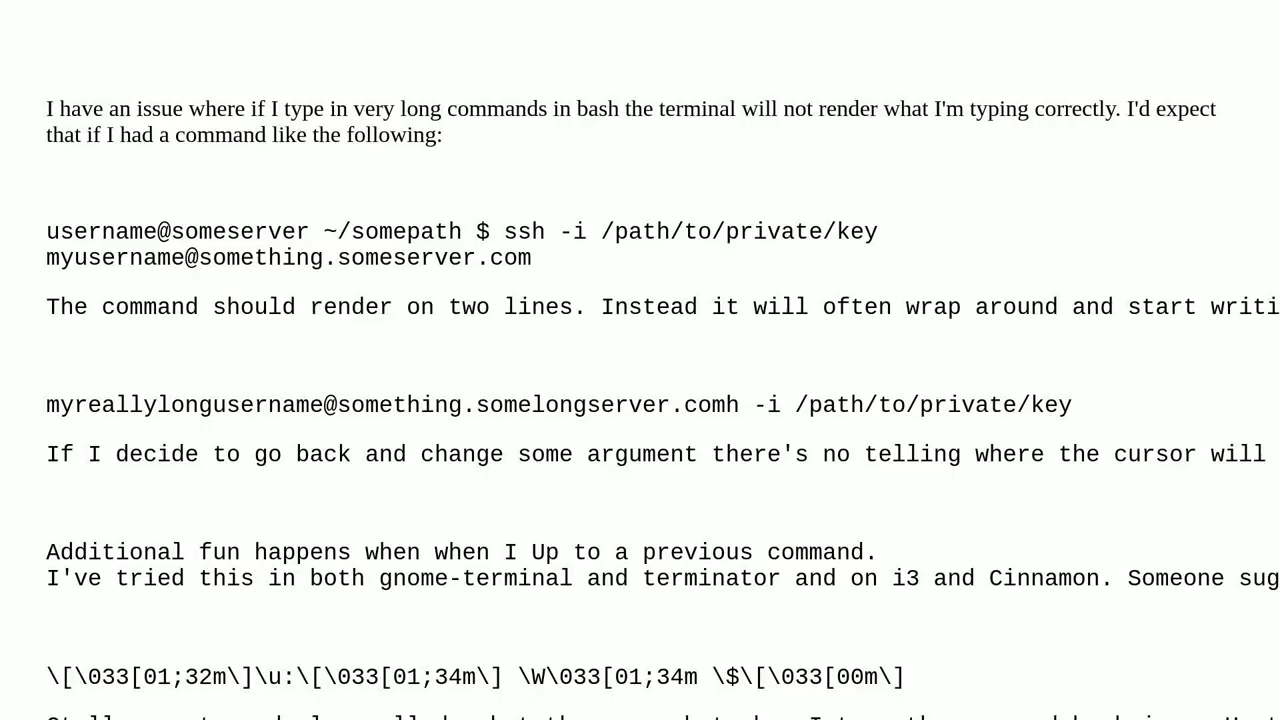 I have an issue where if I type in very long commands in bash the terminal will not render what I'm typing correctly. I'd expect
that if I had a command like the following:
username@someserver ~/somepath $ ssh -i /path/to/private/key
myusername@something.someserver.com
The command should render on two lines. Instead it will often wrap around and start writi
myreallylongusername@something.somelongserver.comh -i /path/to/private/key
If I decide to go back and change some argument there's no telling where the cursor will
Additional fun happens when when I Up to a previous command.
I've tried this in both gnome-terminal and terminator and on i3 and Cinnamon. Someone sug
\[\033[01;32m\]\u:\[\033[01;34m\] \W\033[01;34m \$\[\033[00m\]